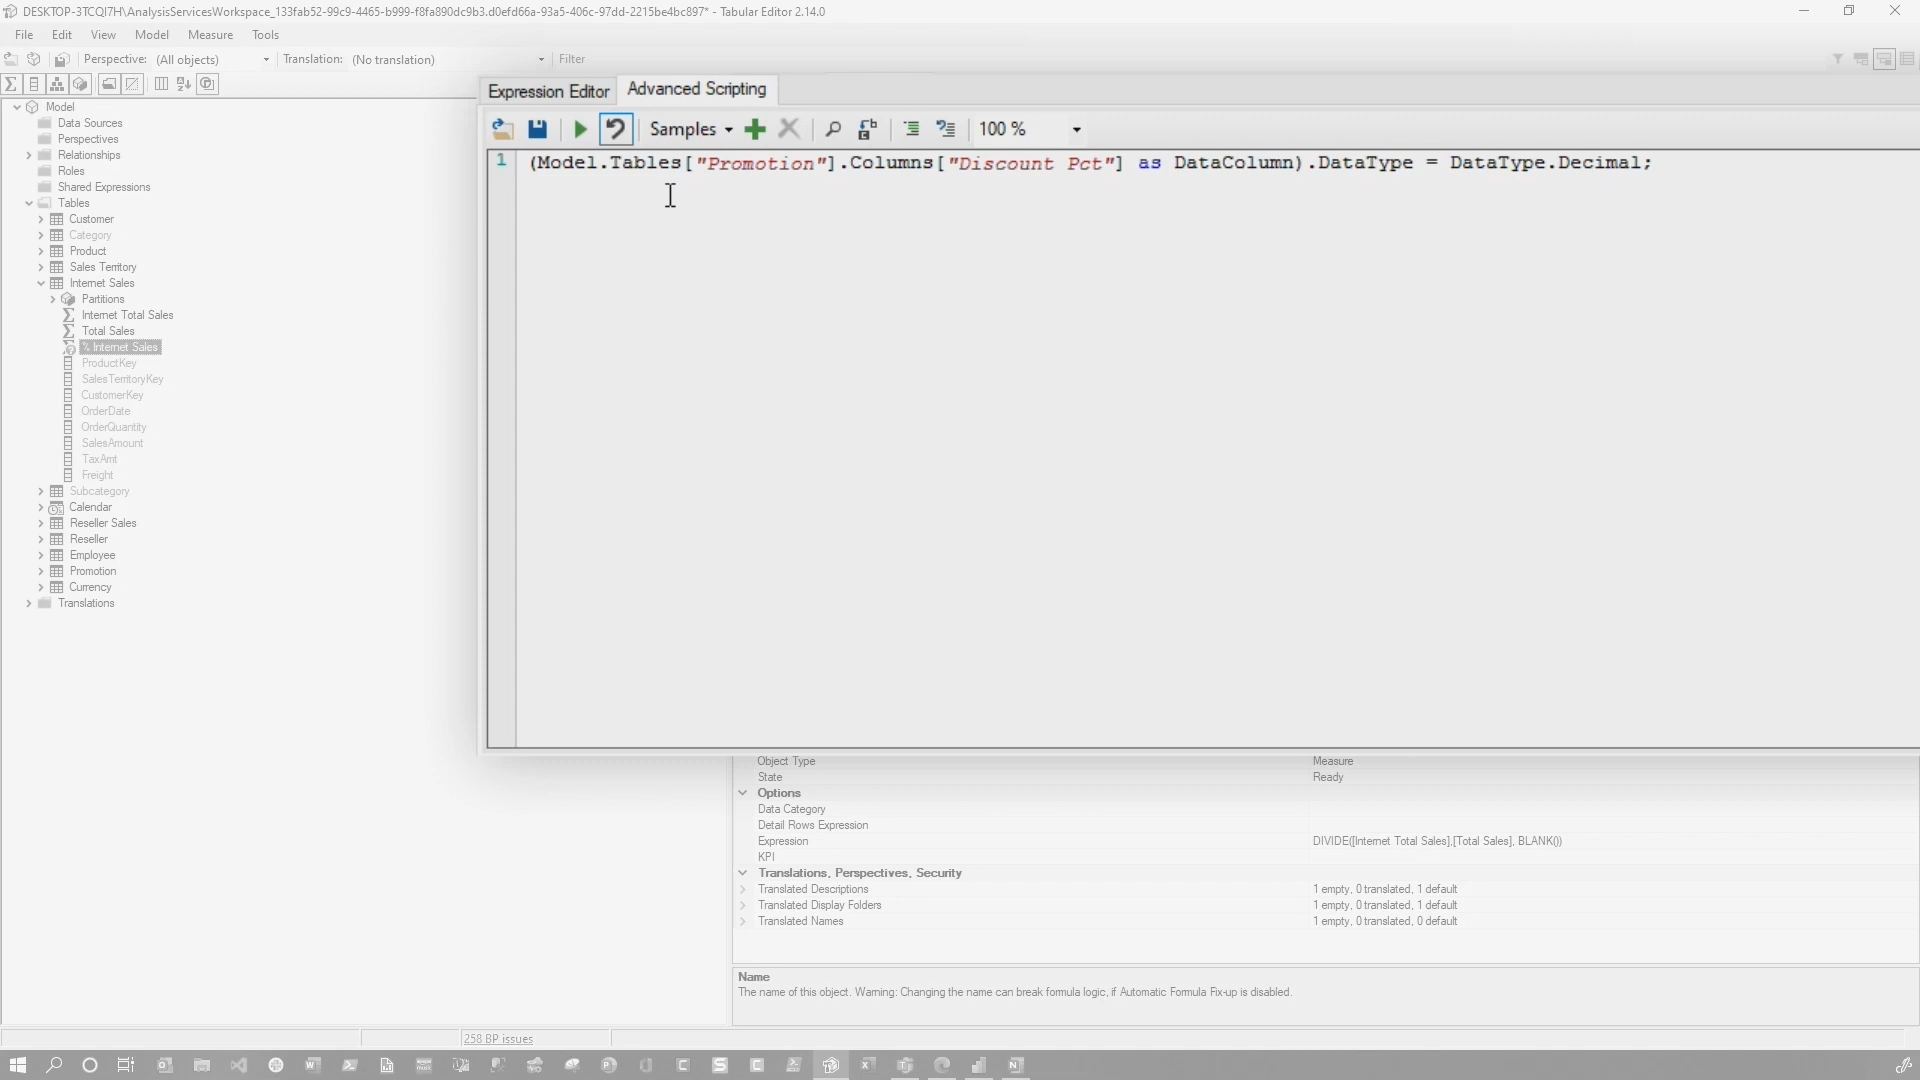 DESKTOP-3TCQI7H\AnalysisServicesWorkspace_133fab52-99c9-4465-b999-f8fa890dc9b3.d0efd66a-93a5-406c-97dd-2215be4bc897* - Tabular Editor 2.14.0
File Edit View Model Measure Tools
Perspective: (All objects) Translation: (No translation) Filter
Expression Editor Advanced Scripting
Samples 100 %
1 (Model.Tables["Promotion"].Columns["Discount Pct"] as DataColumn).DataType = DataType.Decimal;
Model
Data Sources
Perspectives
Relationships
Roles
Shared Expressions
Tables
Customer
Category
Product
Sales Territory
Internet Sales
Partitions
Internet Total Sales
Total Sales
% Internet Sales
ProductKey
SalesTerritoryKey
CustomerKey
OrderDate
OrderQuantity
SalesAmount
TaxAmt
Freight
Subcategory
Calendar
Reseller Sales
Reseller
Employee
Promotion
Currency
Translations
Object Type Measure
State Ready
Options
Data Category
Detail Rows Expression
Expression DIVIDE([Internet Total Sales],[Total Sales], BLANK())
KPI
Translations, Perspectives, Security
Translated Descriptions 1 empty, 0 translated, 1 default
Translated Display Folders 1 empty, 0 translated, 1 default
Translated Names 1 empty, 0 translated, 0 default
Name
The name of this object. Warning: Changing the name can break formula logic, if Automatic Formula Fix-up is disabled.
258 BP issues